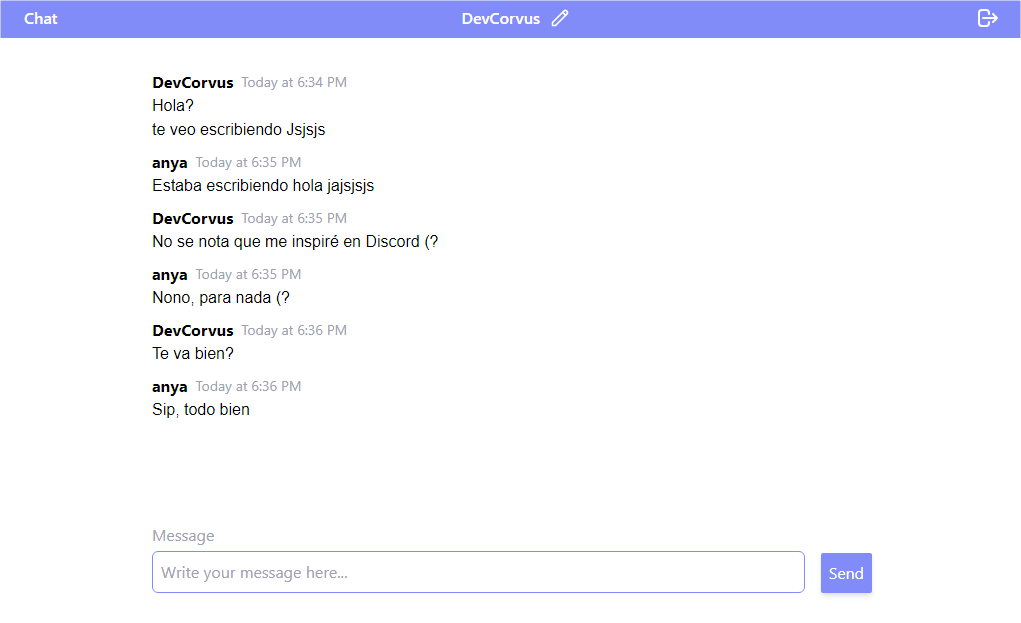 Chat
DevCorvus
DevCorvus Today at 6:34 PM
Hola?
te veo escribiendo Jsjsjs
anya Today at 6:35 PM
Estaba escribiendo hola jajsjsjs
DevCorvus Today at 6:35 PM
No se nota que me inspiré en Discord (?
anya Today at 6:35 PM
Nono, para nada (?
DevCorvus Today at 6:36 PM
Te va bien?
anya Today at 6:36 PM
Sip, todo bien
Message
Write your message here...
Send